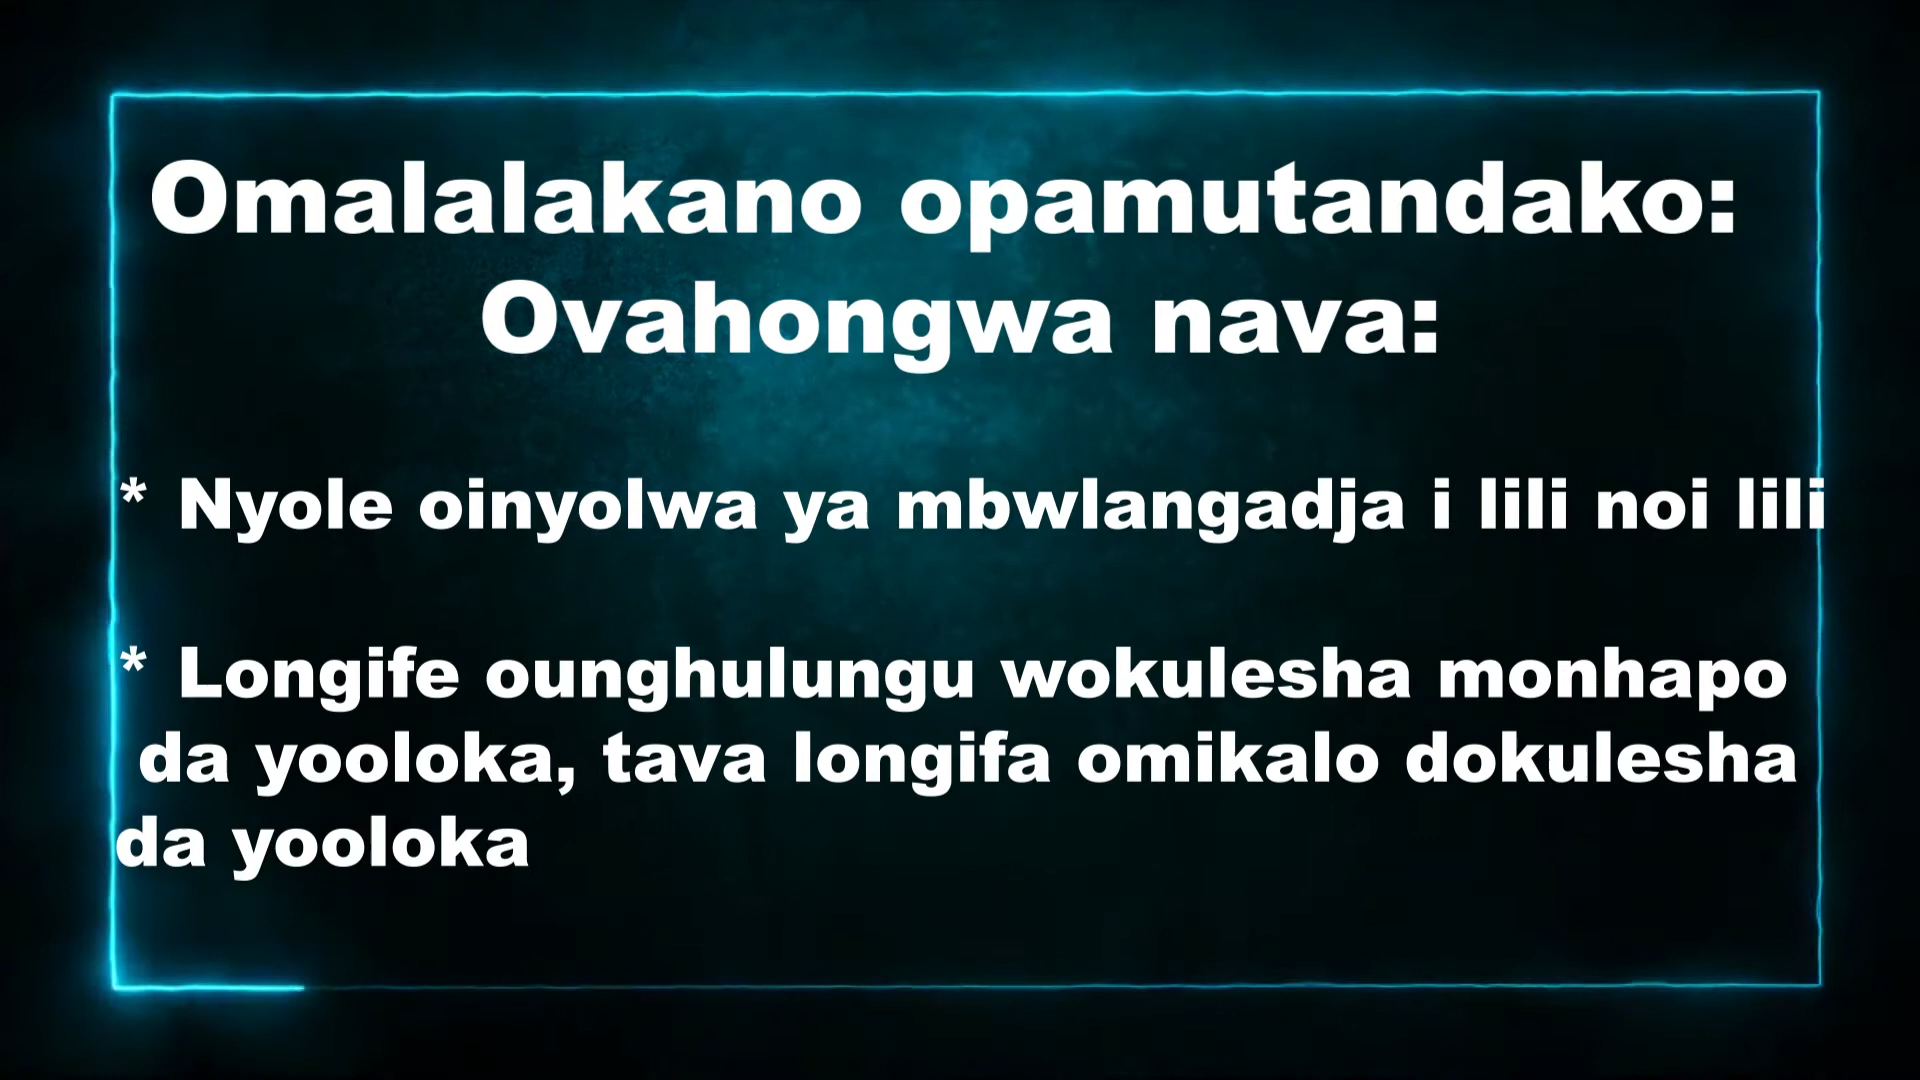 Omalalakano opamutandako:
Ovahongwa nava:
* Nyole oinyolwa ya mbwlangadja i lili noi lili
* Longife ounghulungu wokulesha monhapo
da yooloka, tava longifa omikalo dokulesha
da yooloka